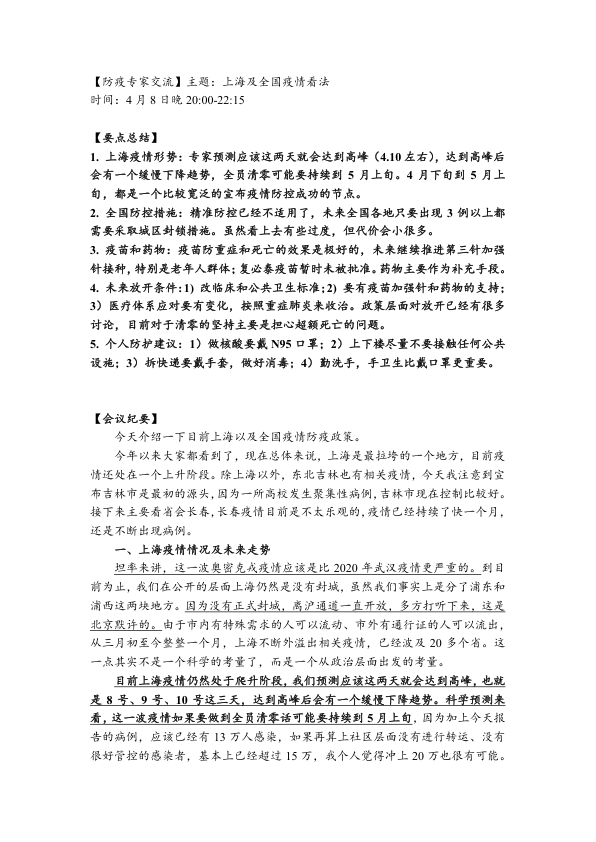 【防疫专家交流】主题：上海及全国疫情看法
时间：4 月 8 日晚 20:00-22:15
【要点总结】
1. 上海疫情形势：专家预测应该这两天就会达到高峰（4.10 左右），达到高峰后
会有一个缓慢下降趋势，全员清零可能要持续到 5 月上旬。4 月下旬到 5 月上
旬，都是一个比较宽泛的宣布疫情防控成功的节点。
2. 全国防控措施：精准防控已经不适用了，未来全国各地只要出现 3 例以上都
需要采取城区封锁措施。虽然看上去有些过度，但代价会小很多。
3. 疫苗和药物：疫苗防重症和死亡的效果是极好的，未来继续推进第三针加强
针接种，特别是老年人群体；复必泰疫苗暂时未被批准。药物主要作为补充手段。
4. 未来放开条件：1) 改临床和公共卫生标准；2) 要有疫苗加强针和药物的支持；
3）医疗体系应对要有变化，按照重症肺炎来收治。政策层面对放开已经有很多
讨论，目前对于清零的坚持主要是担心超额死亡的问题。
5. 个人防护建议：1）做核酸要戴 N95 口罩；2）上下楼尽量不要接触任何公共
设施；3）拆快递要戴手套，做好消毒；4）勤洗手，手卫生比戴口罩更重要。
【会议纪要】
今天介绍一下目前上海以及全国疫情防疫政策。
今年以来大家都看到了，现在总体来说，上海是最拉垮的一个地方，目前疫
情还处在一个上升阶段。除上海以外，东北吉林也有相关疫情，今天我注意到宣
布吉林市是最初的源头，因为一所高校发生聚集性病例，吉林市现在控制比较好。
接下来主要看省会长春，长春疫情目前是不太乐观的，疫情已经持续了快一个月，
还是不断出现病例。
一、上海疫情情况及未来走势
坦率来讲，这一波奥密克戎疫情应该是比 2020 年武汉疫情更严重的。到目
前为止，我们在公开的层面上海仍然是没有封城，虽然我们事实上是分了浦东和
浦西这两块地方。因为没有正式封城，离沪通道一直开放，多方打听下来，这是
北京默许的。由于市内有特殊需求的人可以流动、市外有通行证的人可以流出，
从三月初至今整整一个月，上海不断外溢出相关疫情，已经波及 20 多个省。这
一点其实不是一个科学的考量了，而是一个从政治层面出发的考量。
目前上海疫情仍然处于爬升阶段，我们预测应该这两天就会达到高峰，也就
是 8 号、9 号、10 号这三天，达到高峰后会有一个缓慢下降趋势。科学预测来
看，这一波疫情如果要做到全员清零话可能要持续到 5 月上旬，因为加上今天报
告的病例，应该已经有 13 万人感染，如果再算上社区层面没有进行转运、没有
很好管控的感染者，基本上已经超过 15 万，我个人觉得冲上 20 万也很有可能。